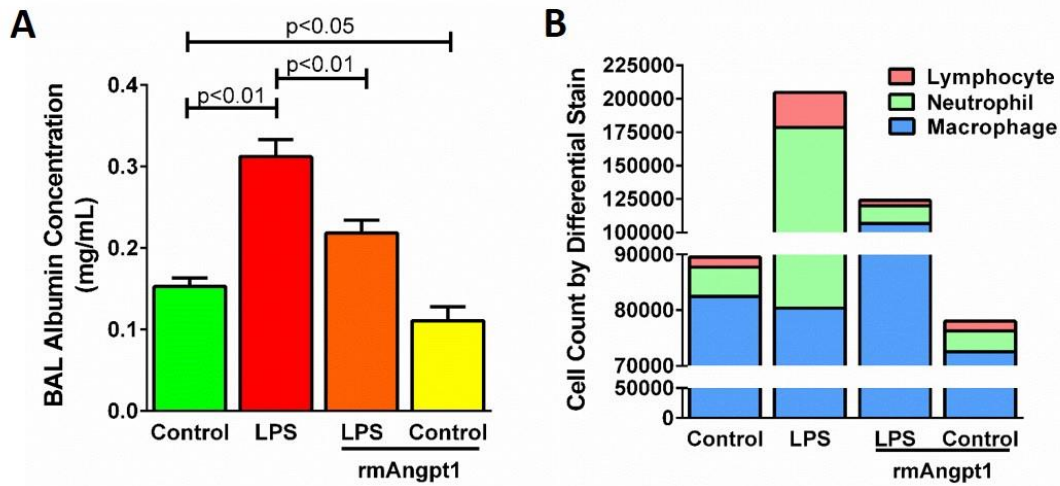 A
p<0.05
p<0.01
p<0.01
BAL Albumin Concentration
(mg/mL)
0.4
0.3
0.2
0.1
0.0
Control LPS LPS Control
rmAngpt1
B
Cell Count by Differential Stain
225000
200000
175000
150000
125000
100000
90000
80000
70000
50000
0
Lymphocyte
Neutrophil
Macrophage
Control LPS LPS Control
rmAngpt1